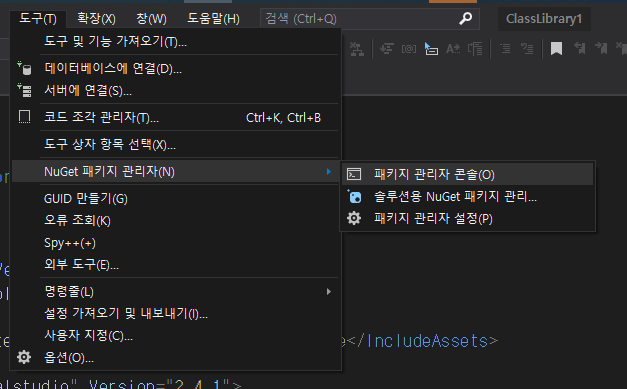 도구(T) 확장(X) 창(W) 도움말(H) 검색 (Ctrl+Q) ClassLibrary1
도구 및 기능 가져오기(T)...
데이터베이스에 연결(D)...
서버에 연결(S)...
코드 조각 관리자(T)... Ctrl+K, Ctrl+B
도구 상자 항목 선택(X)...
NuGet 패키지 관리자(N) 패키지 관리자 콘솔(O)
GUID 만들기(G) 솔루션용 NuGet 패키지 관리...
오류 조회(K) 패키지 관리자 설정(P)
Spy++(+)
외부 도구(E)...
명령줄(L)
설정 가져오기 및 내보내기(I)...
사용자 지정(C)... e</IncludeAssets>
옵션(O)...
alstudio" Version="2.4.1">